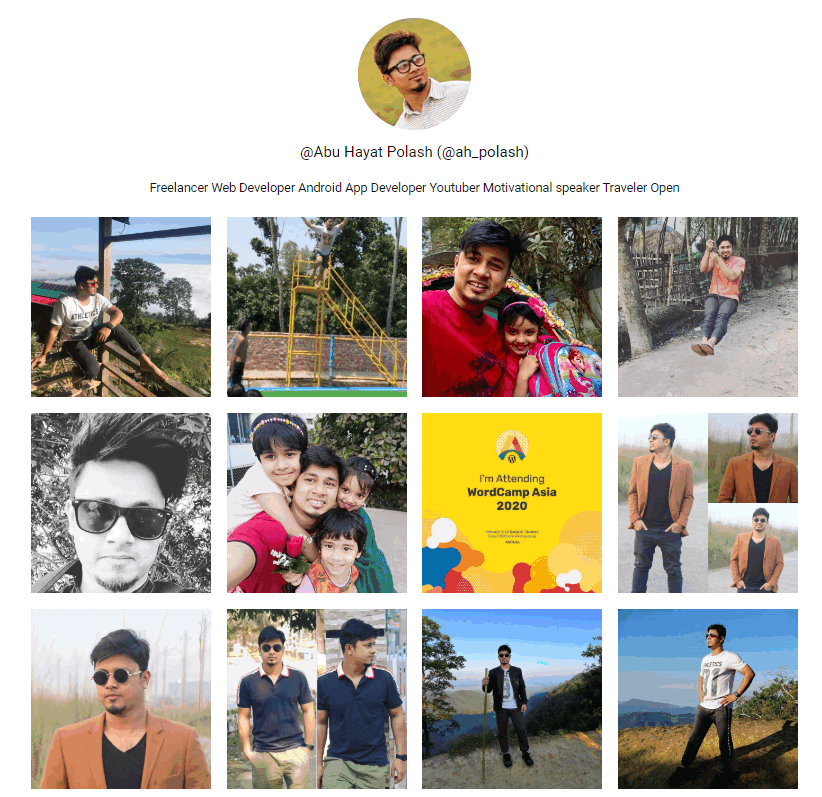 @Abu Hayat Polash (@ah_polash)
Freelancer Web Developer Android App Developer Youtuber Motivational speaker Traveler Open
ATHLETICS
I'm Attending
WordCamp Asia
2020
ATHLETICS